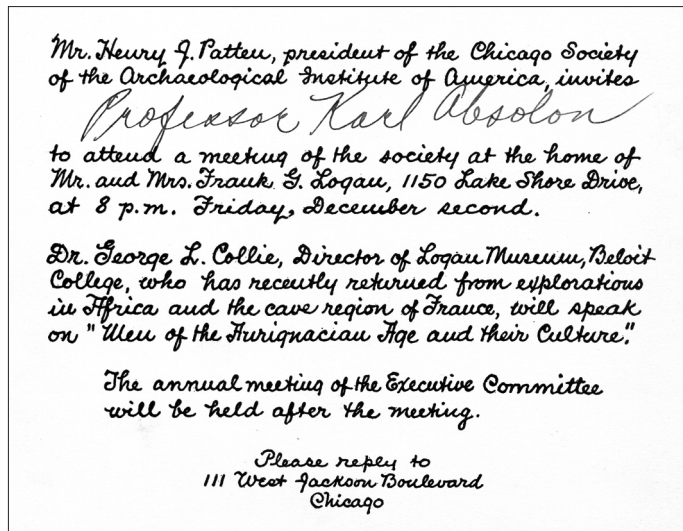 Mr. Henry J. Patten, president of the Chicago Society
of the Archaeological Institute of America, invites
Professor Karl Absolon
to attend a meeting of the society at the home of
Mr. and Mrs. Frank G. Logan, 1150 Lake Shore Drive,
at 8 p.m. Friday, December second.
Dr. George L. Collie, Director of Logan Museum, Beloit
College, who has recently returned from explorations
in Africa and the cave region of France, will speak
on "Men of the Aurignacian Age and their Culture."
The annual meeting of the Executive Committee
will be held after the meeting.
Please reply to
111 West Jackson Boulevard
Chicago